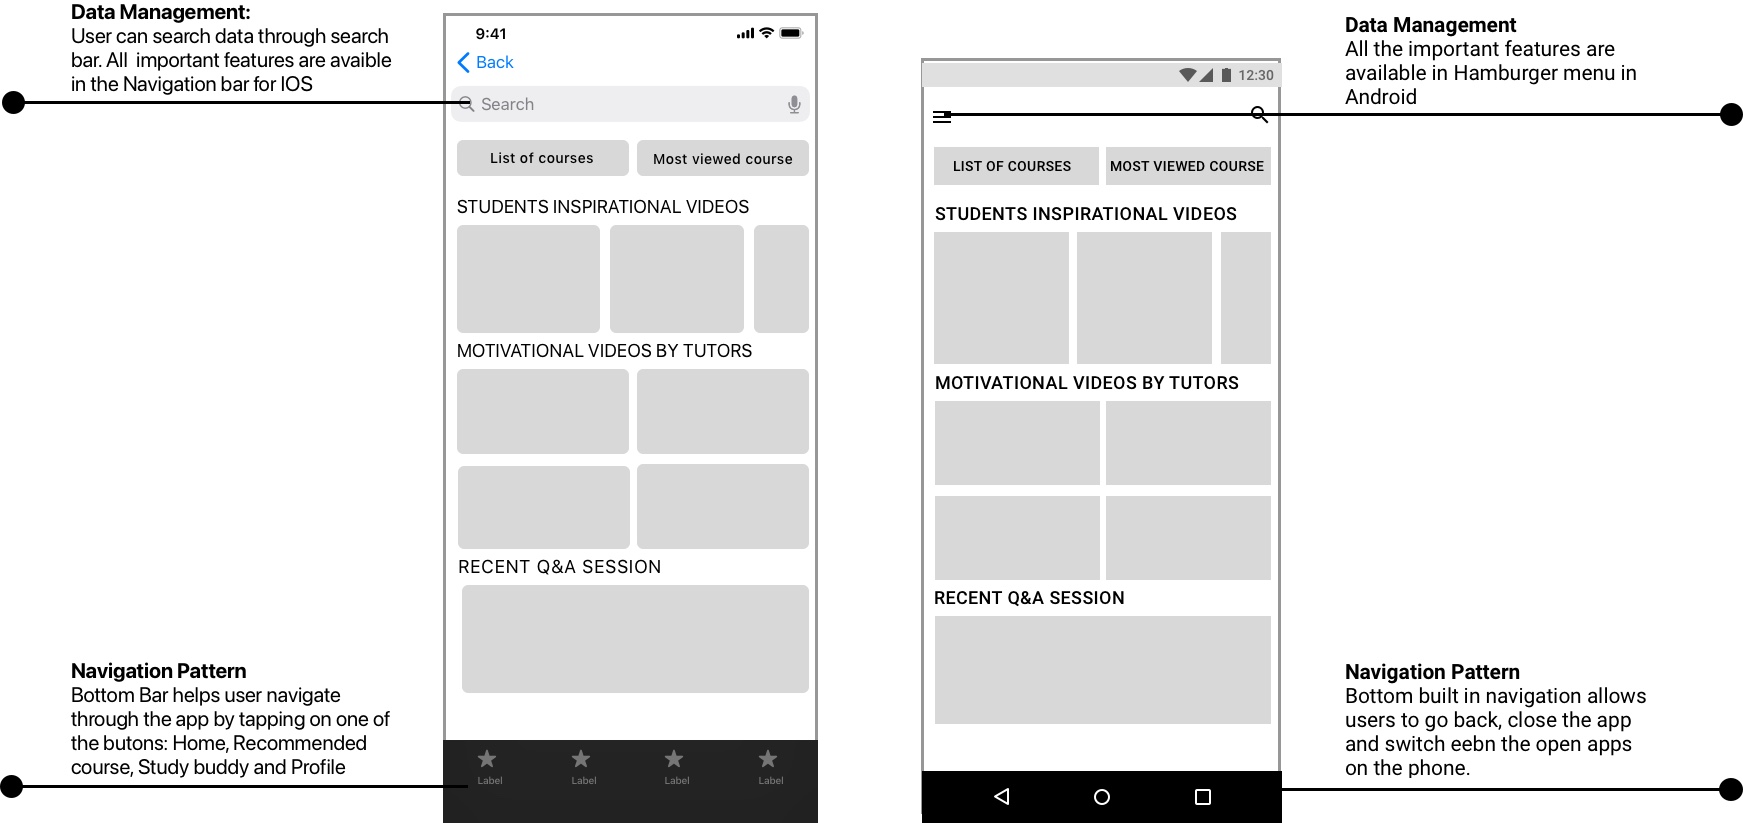 Data Management:
User can search data through search
bar. All  important features are avaible
in the Navigation bar for IOS
Navigation Pattern
Bottom Bar helps user navigate
through the app by tapping on one of
the butons: Home, Recommended
course, Study buddy and Profile
9:41
Back
Search
List of courses
Most viewed course
STUDENTS INSPIRATIONAL VIDEOS
MOTIVATIONAL VIDEOS BY TUTORS
RECENT Q&A SESSION
Label
Label
Label
Label
12:30
LIST OF COURSES
MOST VIEWED COURSE
STUDENTS INSPIRATIONAL VIDEOS
MOTIVATIONAL VIDEOS BY TUTORS
RECENT Q&A SESSION
Data Management
All the important features are
available in Hamburger menu in
Android
Navigation Pattern
Bottom built in navigation allows
users to go back, close the app
and switch eebn the open apps
on the phone.